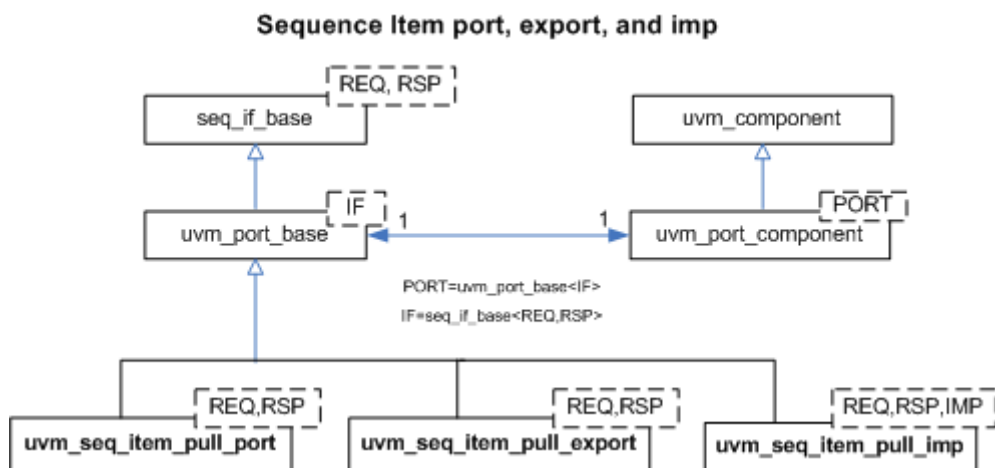 Sequence Item port, export, and imp
REQ, RSP
seq_if_base
uvm_component
IF
PORT
uvm_port_base
1
1
uvm_port_component
PORT=uvm_port_base<IF>
IF=seq_if_base<REQ,RSP>
REQ,RSP
REQ,RSP
REQ,RSP,IMP
uvm_seq_item_pull_port
uvm_seq_item_pull_export
uvm_seq_item_pull_imp